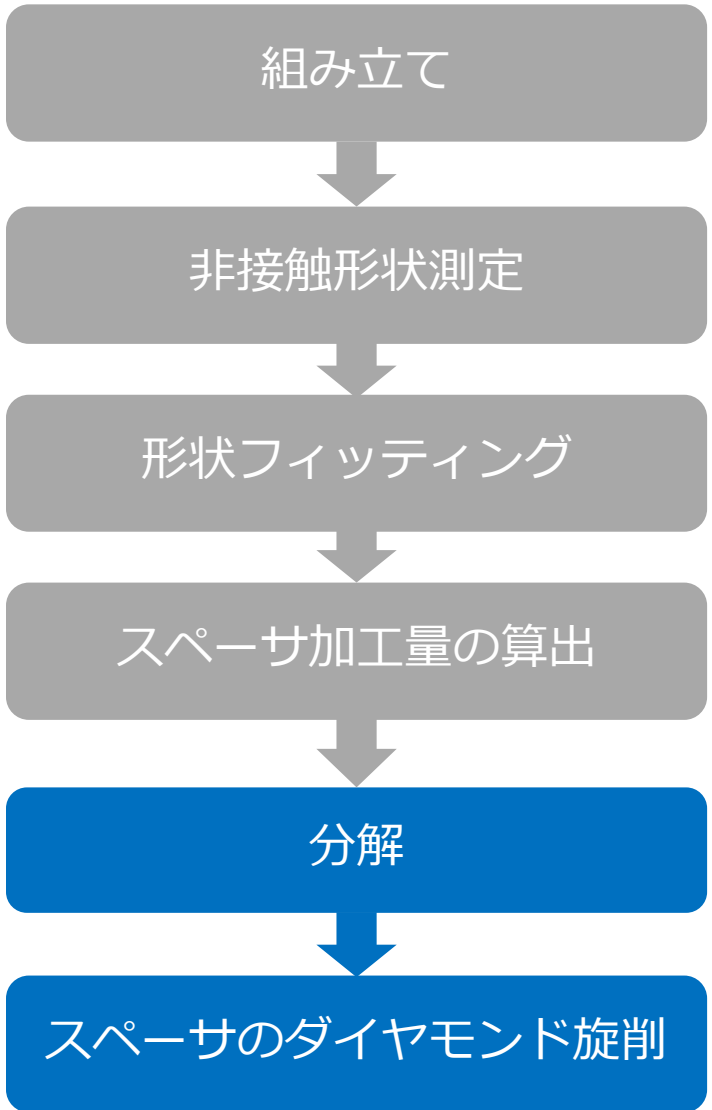 組み立て
非接触形状測定
形状フィッティング
スペーサ加工量の算出
分解
スペーサのダイヤモンド旋削